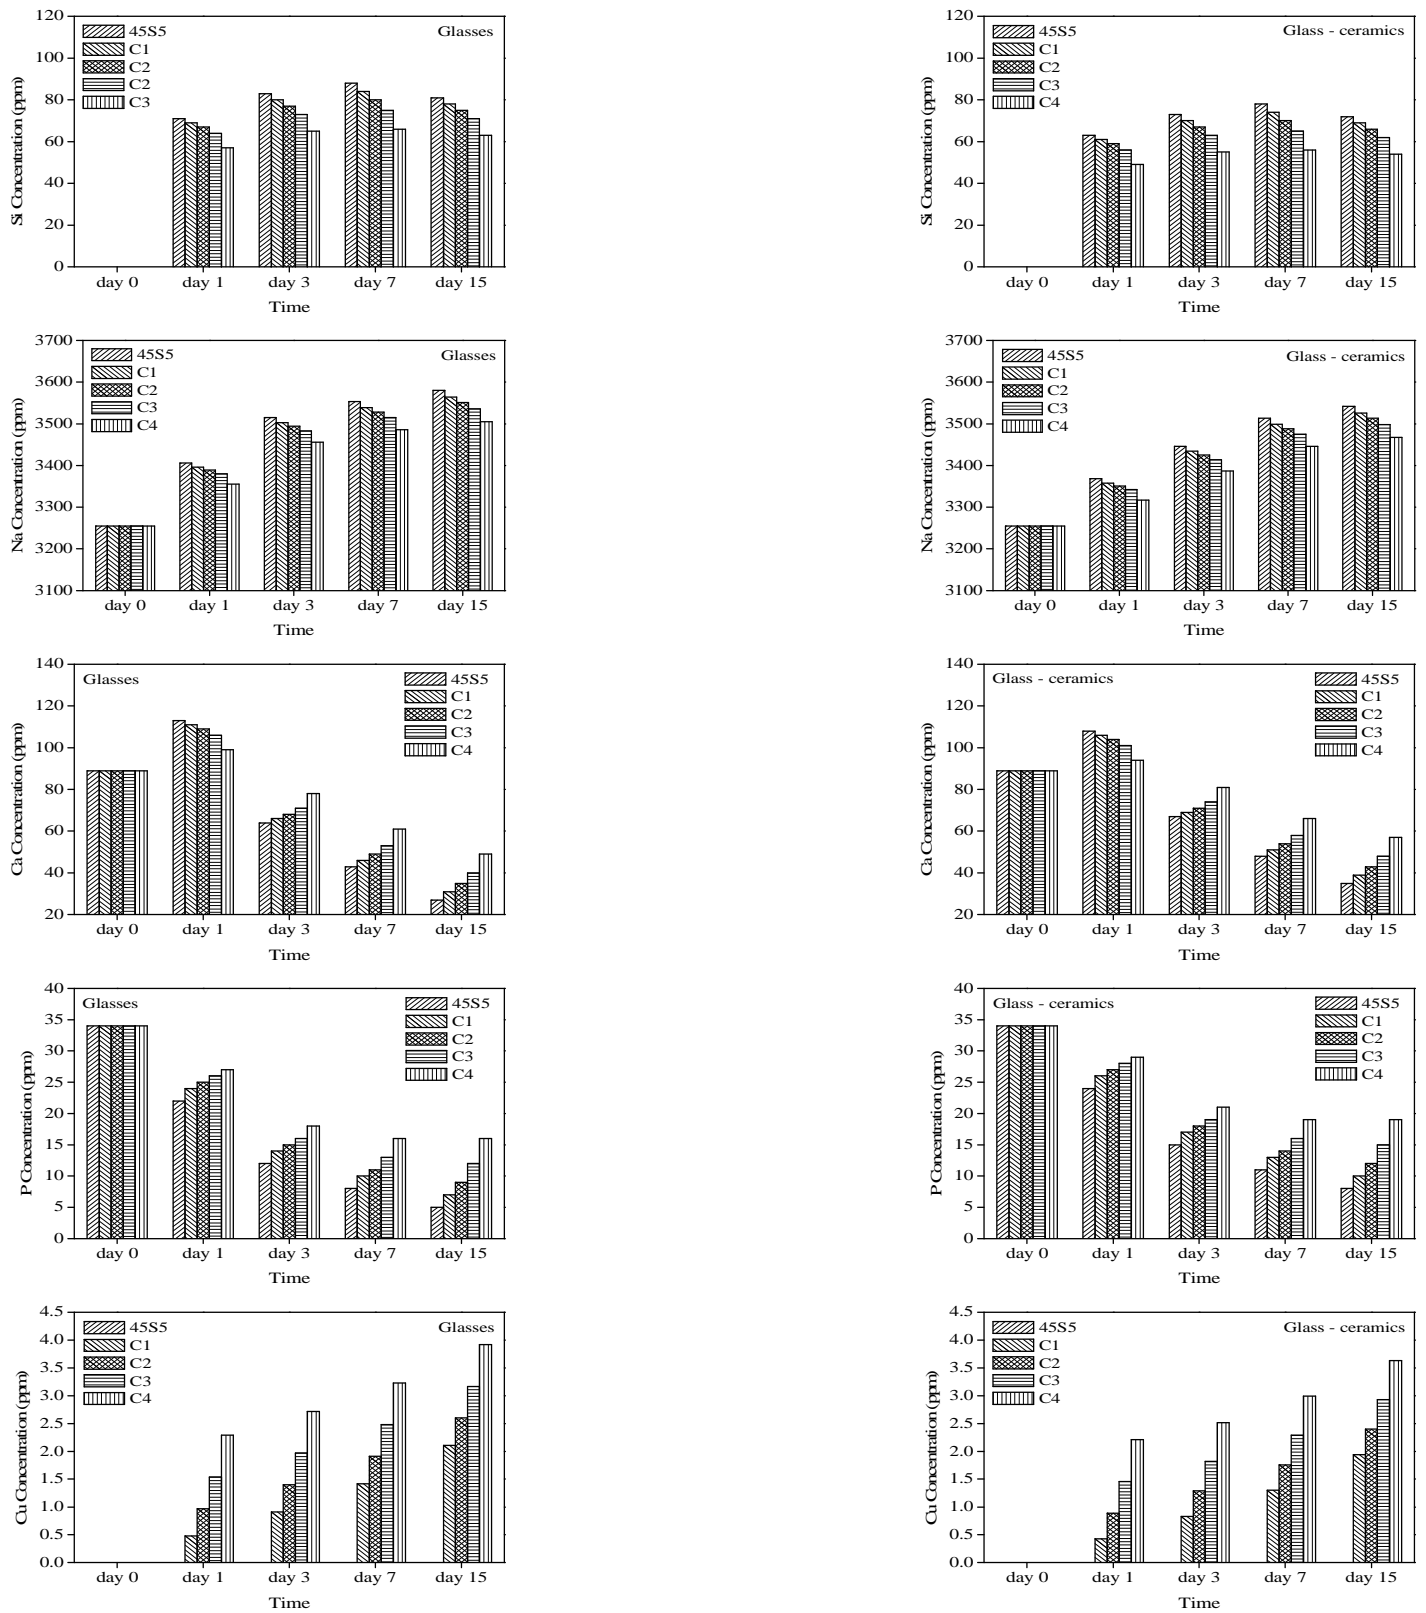 120
100
80
60
40
20
0
Si Concentration (ppm)
45S5
C1
C2
C2
C3
Glasses
day 0 day 1 day 3 day 7 day 15
Time
120
100
80
60
40
20
0
Si Concentration (ppm)
45S5
C1
C2
C3
C4
Glass - ceramics
day 0 day 1 day 3 day 7 day 15
Time
3700
3600
3500
3400
3300
3200
3100
Na Concentration (ppm)
45S5
C1
C2
C3
C4
Glasses
day 0 day 1 day 3 day 7 day 15
Time
3700
3600
3500
3400
3300
3200
3100
Na Concentration (ppm)
45S5
C1
C2
C3
C4
Glass - ceramics
day 0 day 1 day 3 day 7 day 15
Time
140
120
100
80
60
40
20
Ca Concentration (ppm)
Glasses
45S5
C1
C2
C3
C4
day 0 day 1 day 3 day 7 day 15
Time
140
120
100
80
60
40
20
Ca Concentration (ppm)
Glass - ceramics
45S5
C1
C2
C3
C4
day 0 day 1 day 3 day 7 day 15
Time
40
35
30
25
20
15
10
5
0
P Concentration (ppm)
Glasses
45S5
C1
C2
C3
C4
day 0 day 1 day 3 day 7 day 15
Time
40
35
30
25
20
15
10
5
0
P Concentration (ppm)
Glass - ceramics
45S5
C1
C2
C3
C4
day 0 day 1 day 3 day 7 day 15
Time
4.5
4.0
3.5
3.0
2.5
2.0
1.5
1.0
0.5
0.0
Cu Concentration (ppm)
45S5
C1
C2
C3
C4
Glasses
day 0 day 1 day 3 day 7 day 15
Time
4.5
4.0
3.5
3.0
2.5
2.0
1.5
1.0
0.5
0.0
Cu Concentration (ppm)
45S5
C1
C2
C3
C4
Glass - ceramics
day 0 day 1 day 3 day 7 day 15
Time